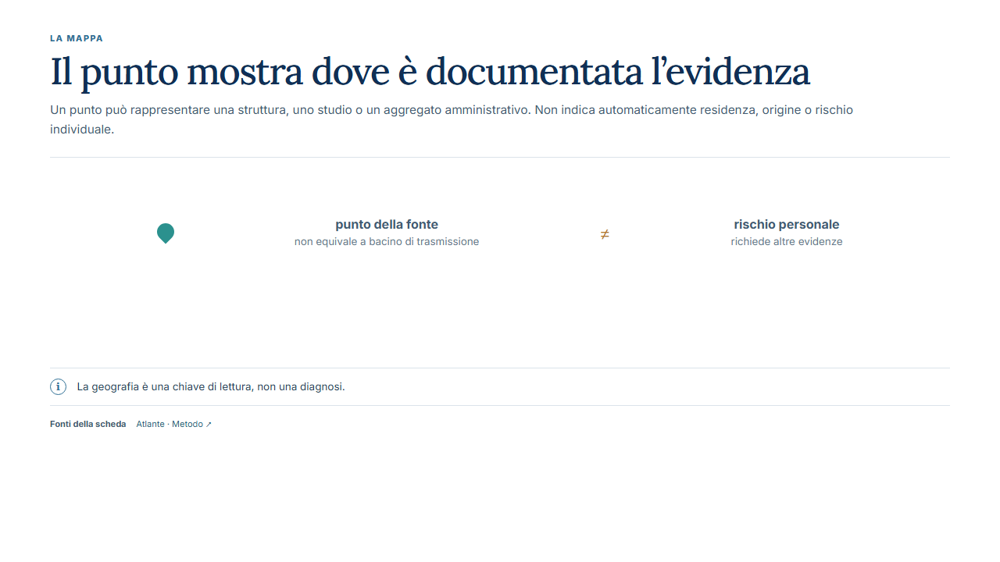 LA MAPPA
Il punto mostra dove è documentata l’evidenza
Un punto può rappresentare una struttura, uno studio o un aggregato amministrativo. Non indica automaticamente residenza, origine o rischio
individuale.
punto della fonte
non equivale a bacino di trasmissione
≠
rischio personale
richiede altre evidenze
i La geografia è una chiave di lettura, non una diagnosi.
Fonti della scheda Atlante · Metodo ↗